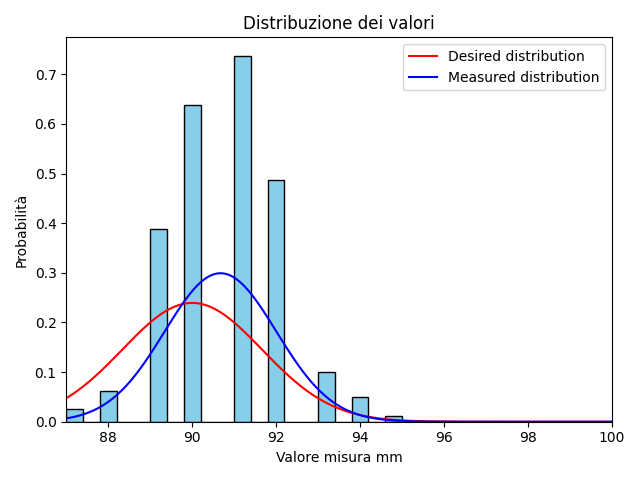 Distribuzione dei valori
Desired distribution
Measured distribution
Probabilità
0.7
0.6
0.5
0.4
0.3
0.2
0.1
0.0
88 90 92 94 96 98 100
Valore misura mm